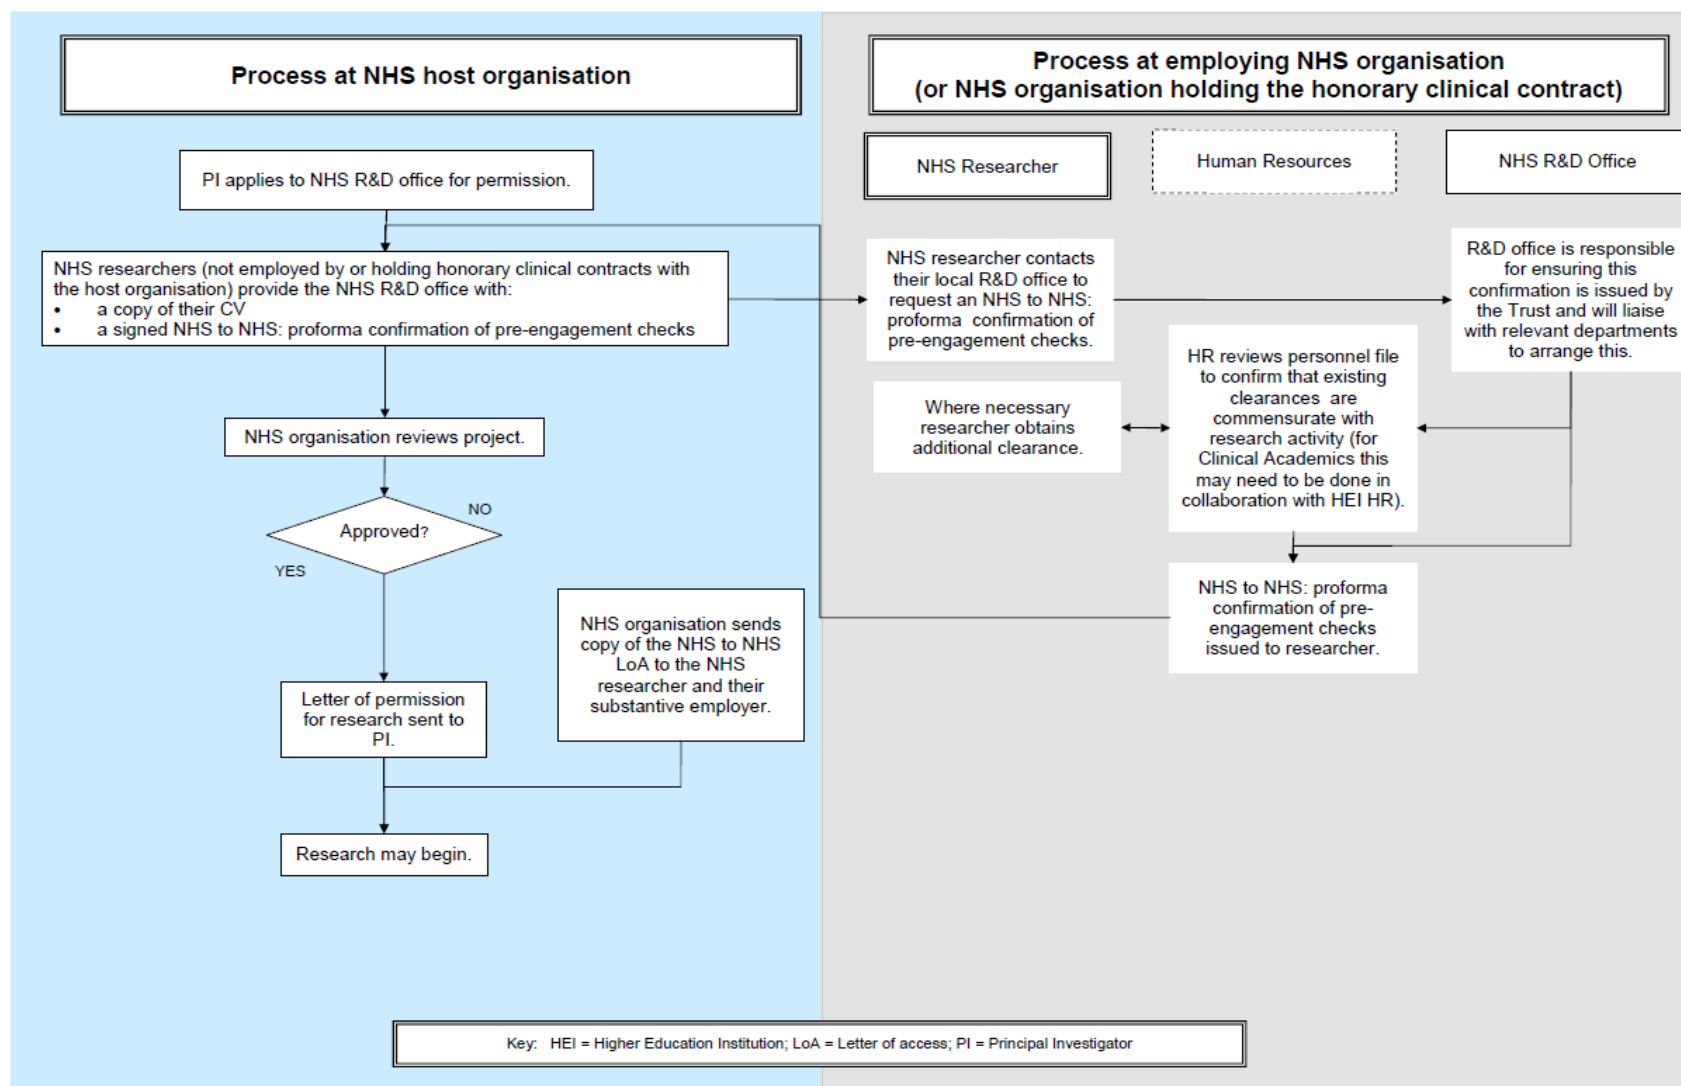 Process at NHS host organisation
PI applies to NHS R&D office for permission.
NHS researchers (not employed by or holding honorary clinical contracts with
the host organisation) provide the NHS R&D office with:
• a copy of their CV
• a signed NHS to NHS: proforma confirmation of pre-engagement checks
NHS organisation reviews project.
Approved?
NO
YES
NHS organisation sends
copy of the NHS to NHS
LoA to the NHS
researcher and their
substantive employer.
Letter of permission
for research sent to
PI.
Research may begin.
Process at employing NHS organisation
(or NHS organisation holding the honorary clinical contract)
NHS Researcher
Human Resources
NHS R&D Office
NHS researcher contacts
their local R&D office to
request an NHS to NHS:
proforma confirmation of
pre-engagement checks.
R&D office is responsible
for ensuring this
confirmation is issued by
the Trust and will liaise
with relevant departments
to arrange this.
HR reviews personnel file
to confirm that existing
clearances are
commensurate with
research activity (for
Clinical Academics this
may need to be done in
collaboration with HEI HR).
Where necessary
researcher obtains
additional clearance.
NHS to NHS: proforma
confirmation of pre-
engagement checks
issued to researcher.
Key: HEI = Higher Education Institution; LoA = Letter of access; PI = Principal Investigator